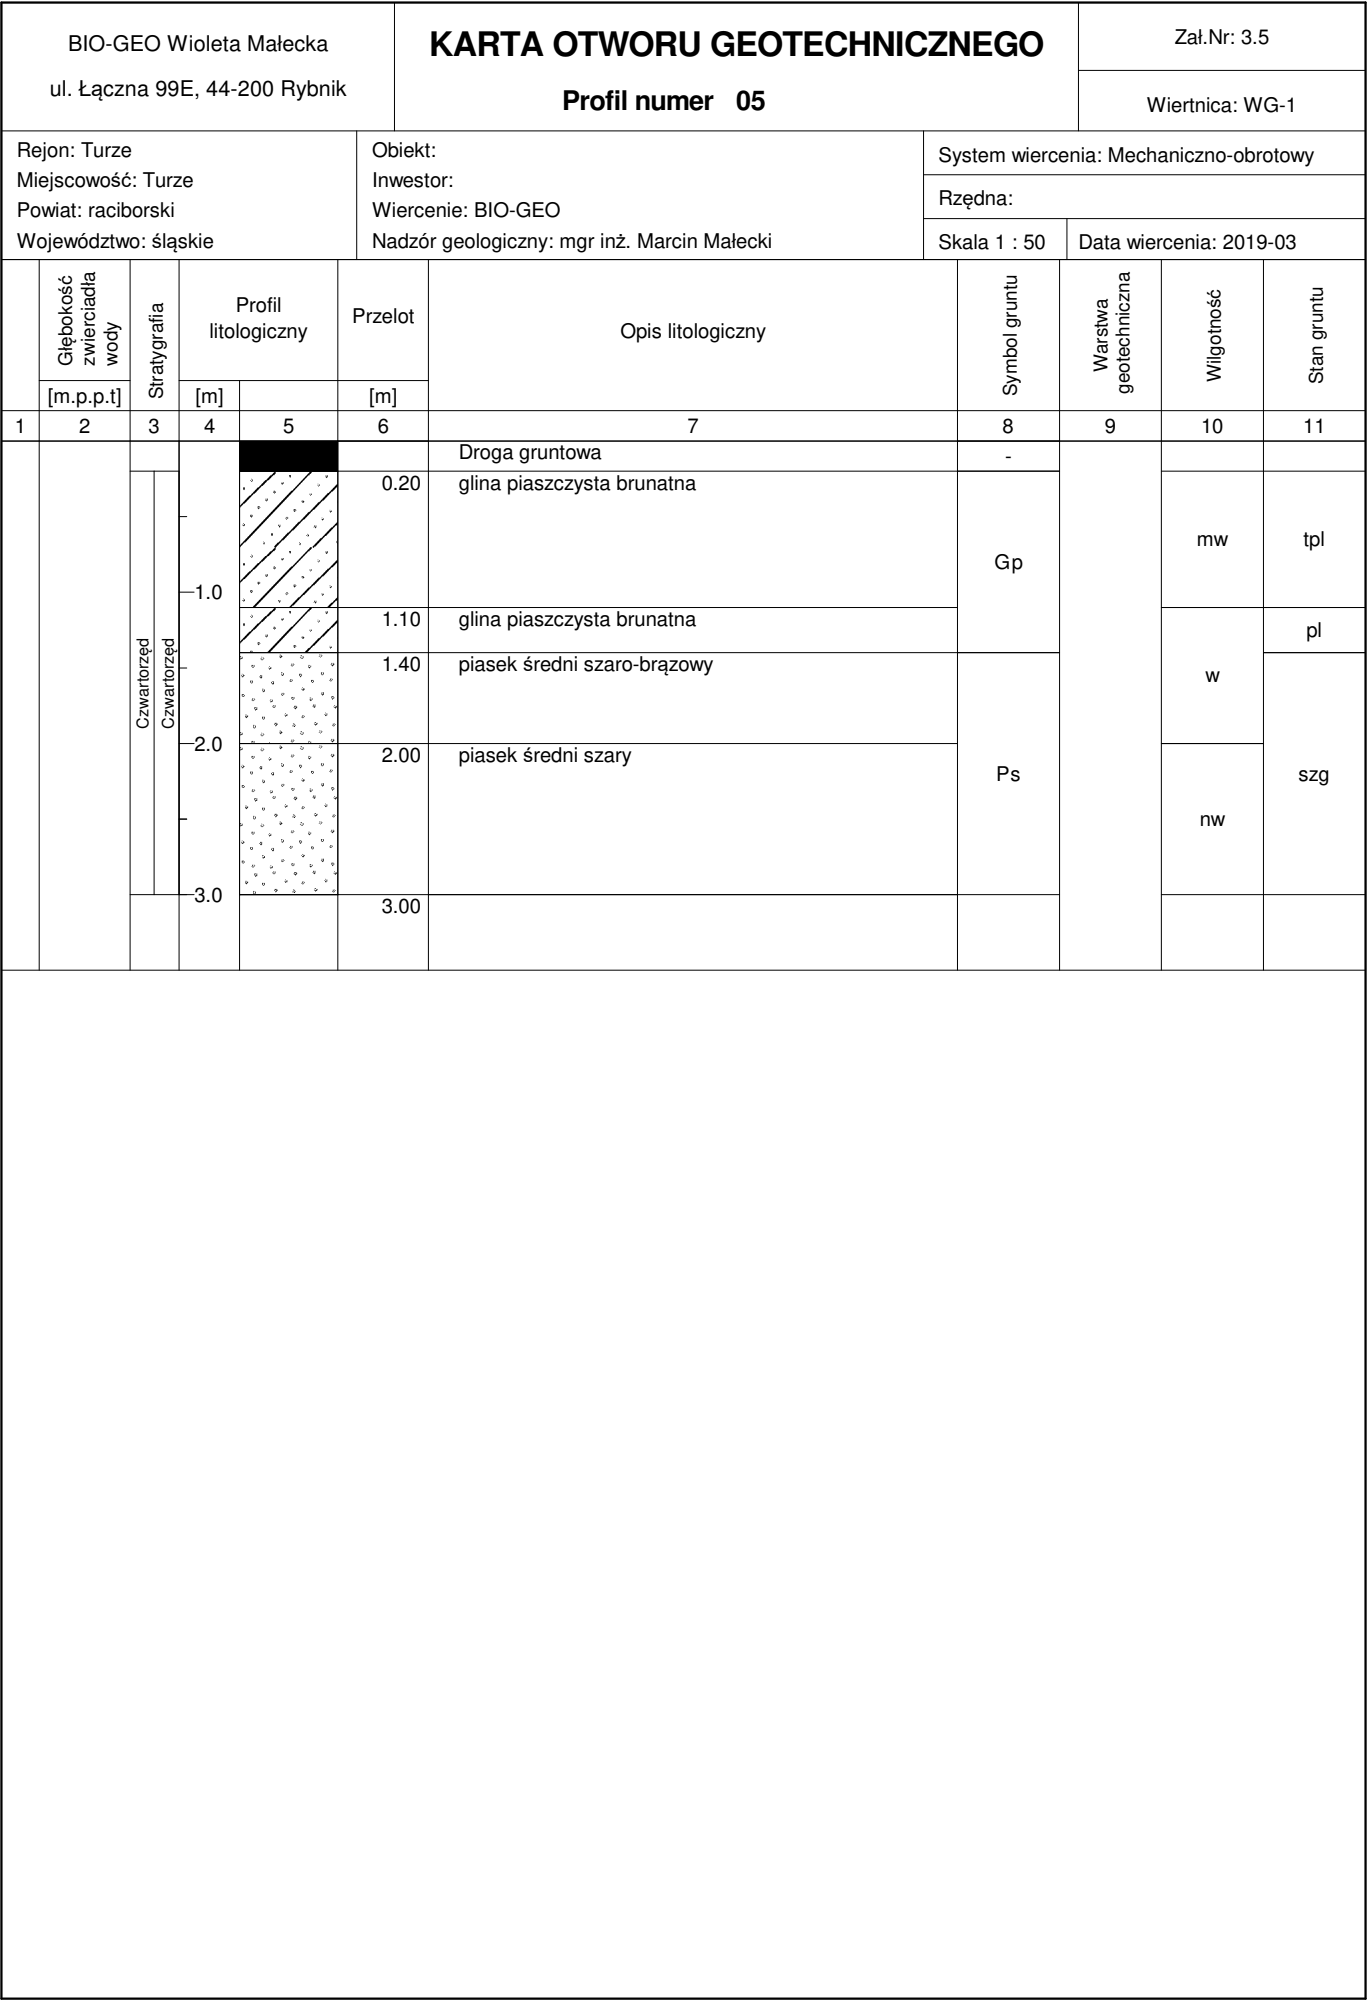 BIO-GEO Wioleta Małecka
ul. Łączna 99E, 44-200 Rybnik
KARTA OTWORU GEOTECHNICZNEGO
Profil numer 05
Zał.Nr: 3.5
Wiertnica: WG-1
Rejon: Turze
Miejscowość: Turze
Powiat: raciborski
Województwo: śląskie
Obiekt:
Inwestor:
Wiercenie: BIO-GEO
Nadzór geologiczny: mgr inż. Marcin Małecki
System wiercenia: Mechaniczno-obrotowy
Rzędna:
Skala 1 : 50
Data wiercenia: 2019-03
Głębokość
zwierciadła
wody
[m.p.p.t]
Stratygrafia
Profil
litologiczny
[m]
Przelot
[m]
Opis litologiczny
Symbol gruntu
Warstwa
geotechniczna
Wilgotność
Stan gruntu
1 2 3 4 5 6 7 8 9 10 11
Droga gruntowa -
0.20 glina piaszczysta brunatna
Gp mw tpl
1.0
1.10 glina piaszczysta brunatna
pl
1.40 piasek średni szaro-brązowy
w
Czwartorzęd
Czwartorzęd
2.0
2.00 piasek średni szary
Ps szg
nw
3.0
3.00